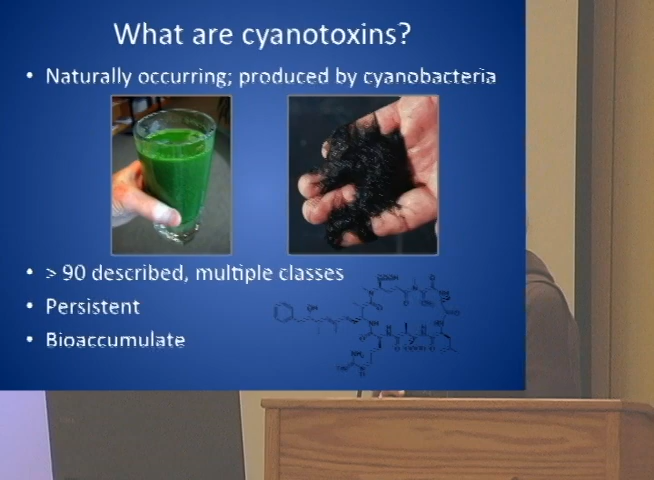 What are cyanotoxins?
• Naturally occurring; produced by cyanobacteria
• > 90 described, multiple classes
• Persistent
• Bioaccumulate